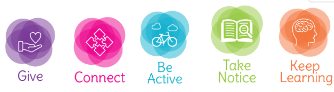 Give
Connect
Be
Active
Take
Notice
Keep
Learning